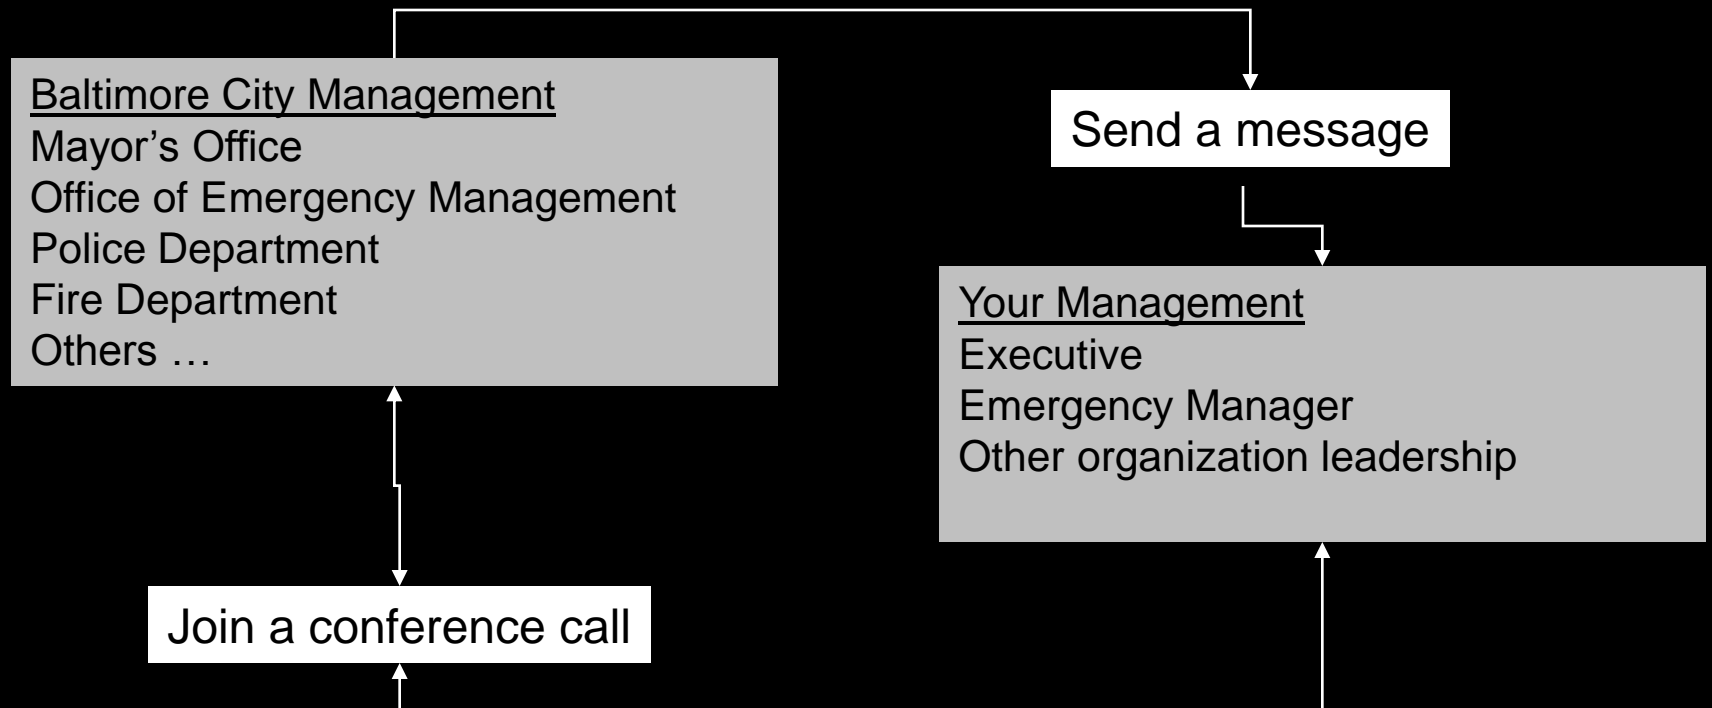 Baltimore City Management
Mayor’s Office
Office of Emergency Management
Police Department
Fire Department
Others …
Send a message
Your Management
Executive
Emergency Manager
Other organization leadership
Join a conference call